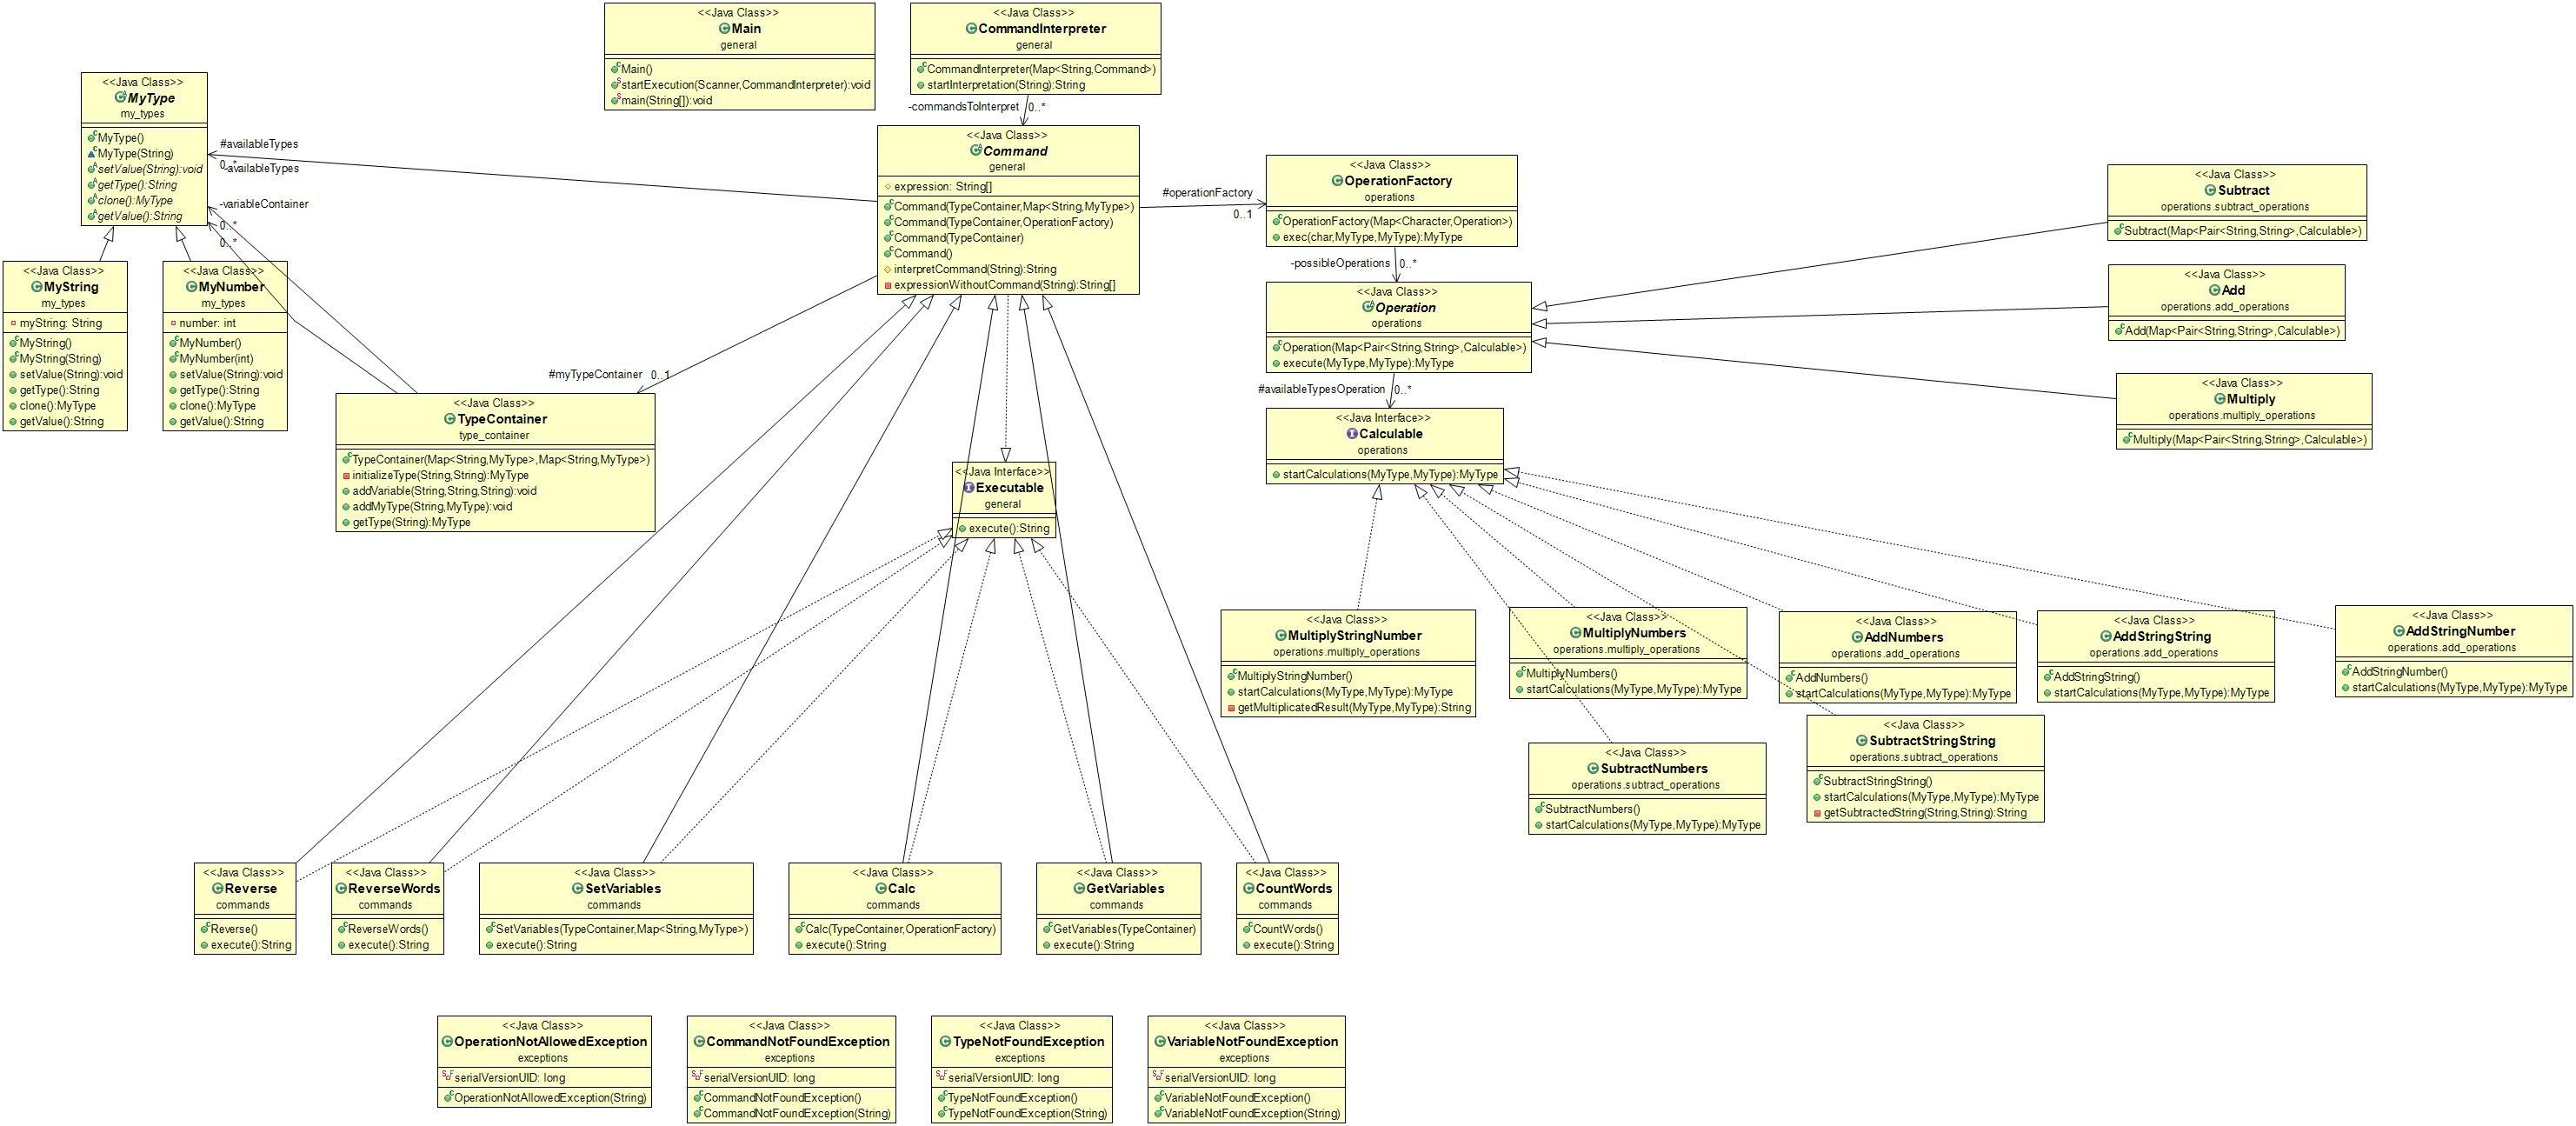 <<Java Class>>
Main
general
Main()
startExecution(Scanner,CommandInterpreter):void
main(String[]):void
<<Java Class>>
CommandInterpreter
general
CommandInterpreter(Map<String,Command>)
startInterpretation(String):String
-commandsToInterpret
0..*
<<Java Class>>
MyType
my_types
MyType()
MyType(String)
setValue(String):void
getType():String
clone():MyType
getValue():String
#availableTypes
0..*
-availableTypes
-variableContainer
0..*
0..*
<<Java Class>>
Command
general
expression: String[]
Command(TypeContainer,Map<String,MyType>)
Command(TypeContainer,OperationFactory)
Command(TypeContainer)
Command()
interpretCommand(String):String
expressionWithoutCommand(String):String[]
#operationFactory
0..1
<<Java Class>>
OperationFactory
operations
OperationFactory(Map<Character,Operation>)
exec(char,MyType,MyType):MyType
-possibleOperations
0..*
<<Java Class>>
Subtract
operations.subtract_operations
Subtract(Map<Pair<String,String>,Calculable>)
<<Java Class>>
Add
operations.add_operations
Add(Map<Pair<String,String>,Calculable>)
<<Java Class>>
Multiply
operations.multiply_operations
Multiply(Map<Pair<String,String>,Calculable>)
<<Java Class>>
Operation
operations
Operation(Map<Pair<String,String>,Calculable>)
execute(MyType,MyType):MyType
#availableTypesOperation
0..*
<<Java Interface>>
Calculable
operations
startCalculations(MyType,MyType):MyType
<<Java Class>>
MyString
my_types
myString: String
MyString()
MyString(String)
setValue(String):void
getType():String
clone():MyType
getValue():String
<<Java Class>>
MyNumber
my_types
number: int
MyNumber()
MyNumber(int)
setValue(String):void
getType():String
clone():MyType
getValue():String
#myTypeContainer
0..1
<<Java Class>>
TypeContainer
type_container
TypeContainer(Map<String,MyType>,Map<String,MyType>)
initializeType(String,String):MyType
addVariable(String,String,String):void
addMyType(String,MyType):void
getType(String):MyType
<<Java Interface>>
Executable
general
execute():String
<<Java Class>>
MultiplyStringNumber
operations.multiply_operations
MultiplyStringNumber()
startCalculations(MyType,MyType):MyType
getMultiplicatedResult(MyType,MyType):String
<<Java Class>>
MultiplyNumbers
operations.multiply_operations
MultiplyNumbers()
startCalculations(MyType,MyType):MyType
<<Java Class>>
AddNumbers
operations.add_operations
AddNumbers()
startCalculations(MyType,MyType):MyType
<<Java Class>>
AddStringString
operations.add_operations
AddStringString()
startCalculations(MyType,MyType):MyType
<<Java Class>>
AddStringNumber
operations.add_operations
AddStringNumber()
startCalculations(MyType,MyType):MyType
<<Java Class>>
SubtractNumbers
operations.subtract_operations
SubtractNumbers()
startCalculations(MyType,MyType):MyType
<<Java Class>>
SubtractStringString
operations.subtract_operations
SubtractStringString()
startCalculations(MyType,MyType):MyType
getSubtractedString(String,String):String
<<Java Class>>
Reverse
commands
Reverse()
execute():String
<<Java Class>>
ReverseWords
commands
ReverseWords()
execute():String
<<Java Class>>
SetVariables
commands
SetVariables(TypeContainer,Map<String,MyType>)
execute():String
<<Java Class>>
Calc
commands
Calc(TypeContainer,OperationFactory)
execute():String
<<Java Class>>
GetVariables
commands
GetVariables(TypeContainer)
execute():String
<<Java Class>>
CountWords
commands
CountWords()
execute():String
<<Java Class>>
OperationNotAllowedException
exceptions
serialVersionUID: long
OperationNotAllowedException(String)
<<Java Class>>
CommandNotFoundException
exceptions
serialVersionUID: long
CommandNotFoundException()
CommandNotFoundException(String)
<<Java Class>>
TypeNotFoundException
exceptions
serialVersionUID: long
TypeNotFoundException()
TypeNotFoundException(String)
<<Java Class>>
VariableNotFoundException
exceptions
serialVersionUID: long
VariableNotFoundException()
VariableNotFoundException(String)